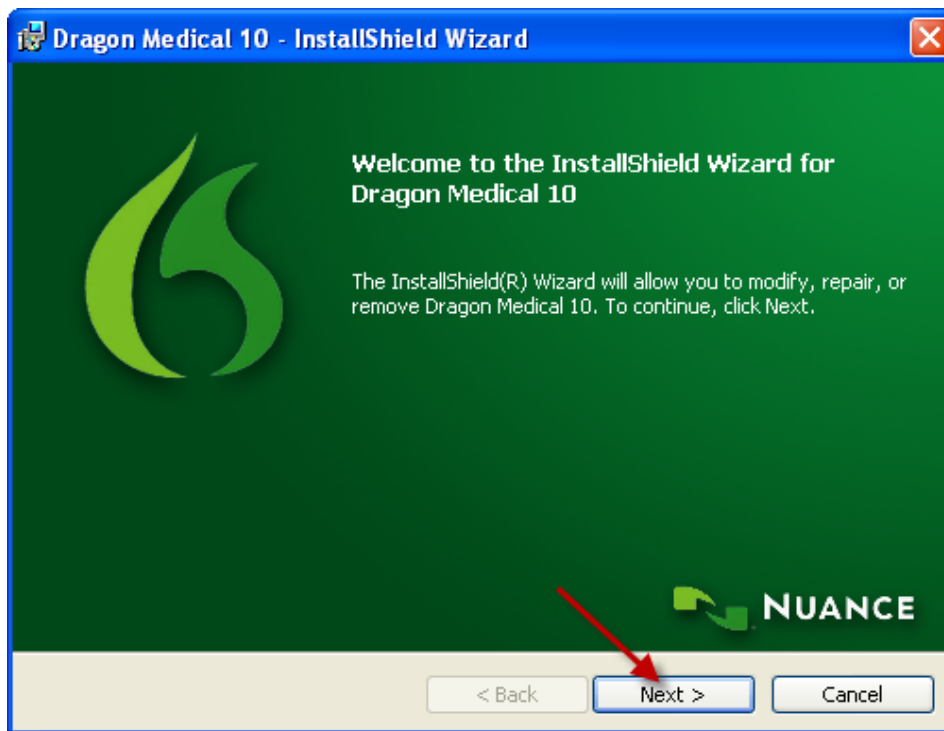 Dragon Medical 10 - InstallShield Wizard
Welcome to the InstallShield Wizard for
Dragon Medical 10
The InstallShield(R) Wizard will allow you to modify, repair, or
remove Dragon Medical 10. To continue, click Next.
NUANCE
< Back Next > Cancel